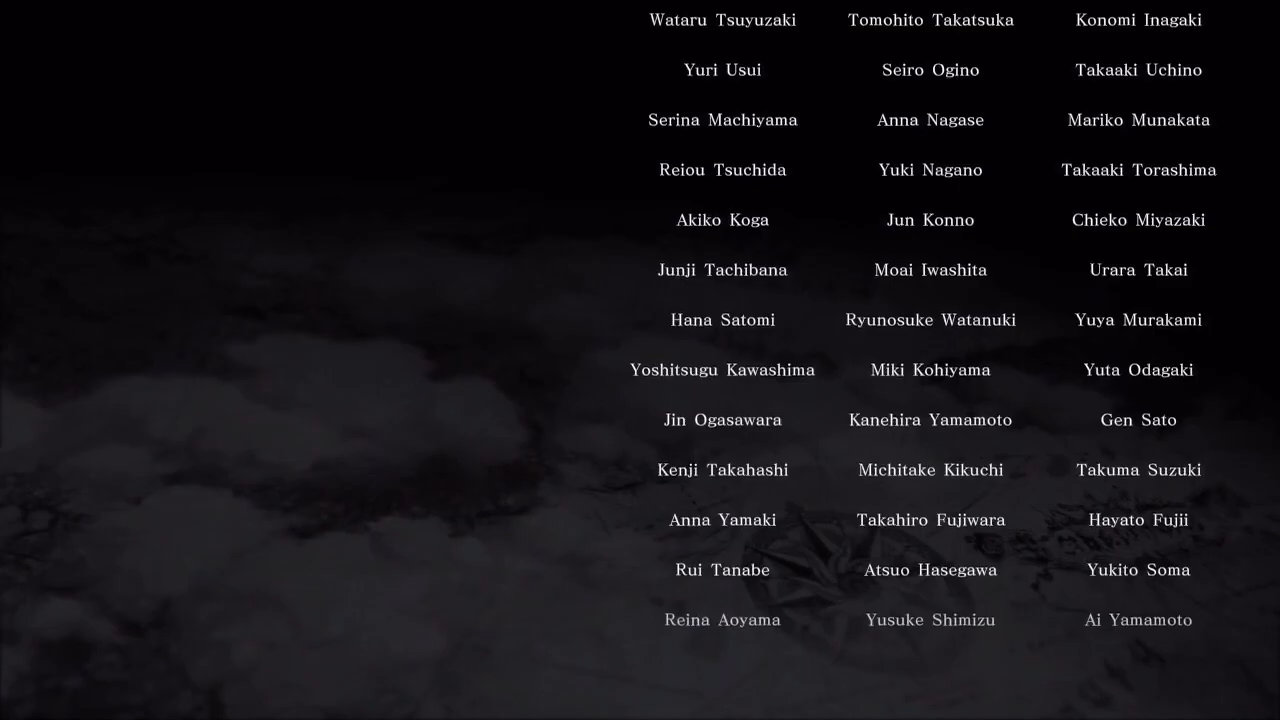 Wataru Tsuyuzaki Tomohito Takatsuka Konomi Inagaki
Yuri Usui Seiro Ogino Takaaki Uchino
Serina Machiyama Anna Nagase Mariko Munakata
Reiou Tsuchida Yuki Nagano Takaaki Torashima
Akiko Koga Jun Konno Chieko Miyazaki
Junji Tachibana Moai Iwashita Urara Takai
Hana Satomi Ryunosuke Watanuki Yuya Murakami
Yoshitsugu Kawashima Miki Kohiyama Yuta Odagaki
Jin Ogasawara Kanehira Yamamoto Gen Sato
Kenji Takahashi Michitake Kikuchi Takuma Suzuki
Anna Yamaki Takahiro Fujiwara Hayato Fujii
Rui Tanabe Atsuo Hasegawa Yukito Soma
Reina Aoyama Yusuke Shimizu Ai Yamamoto